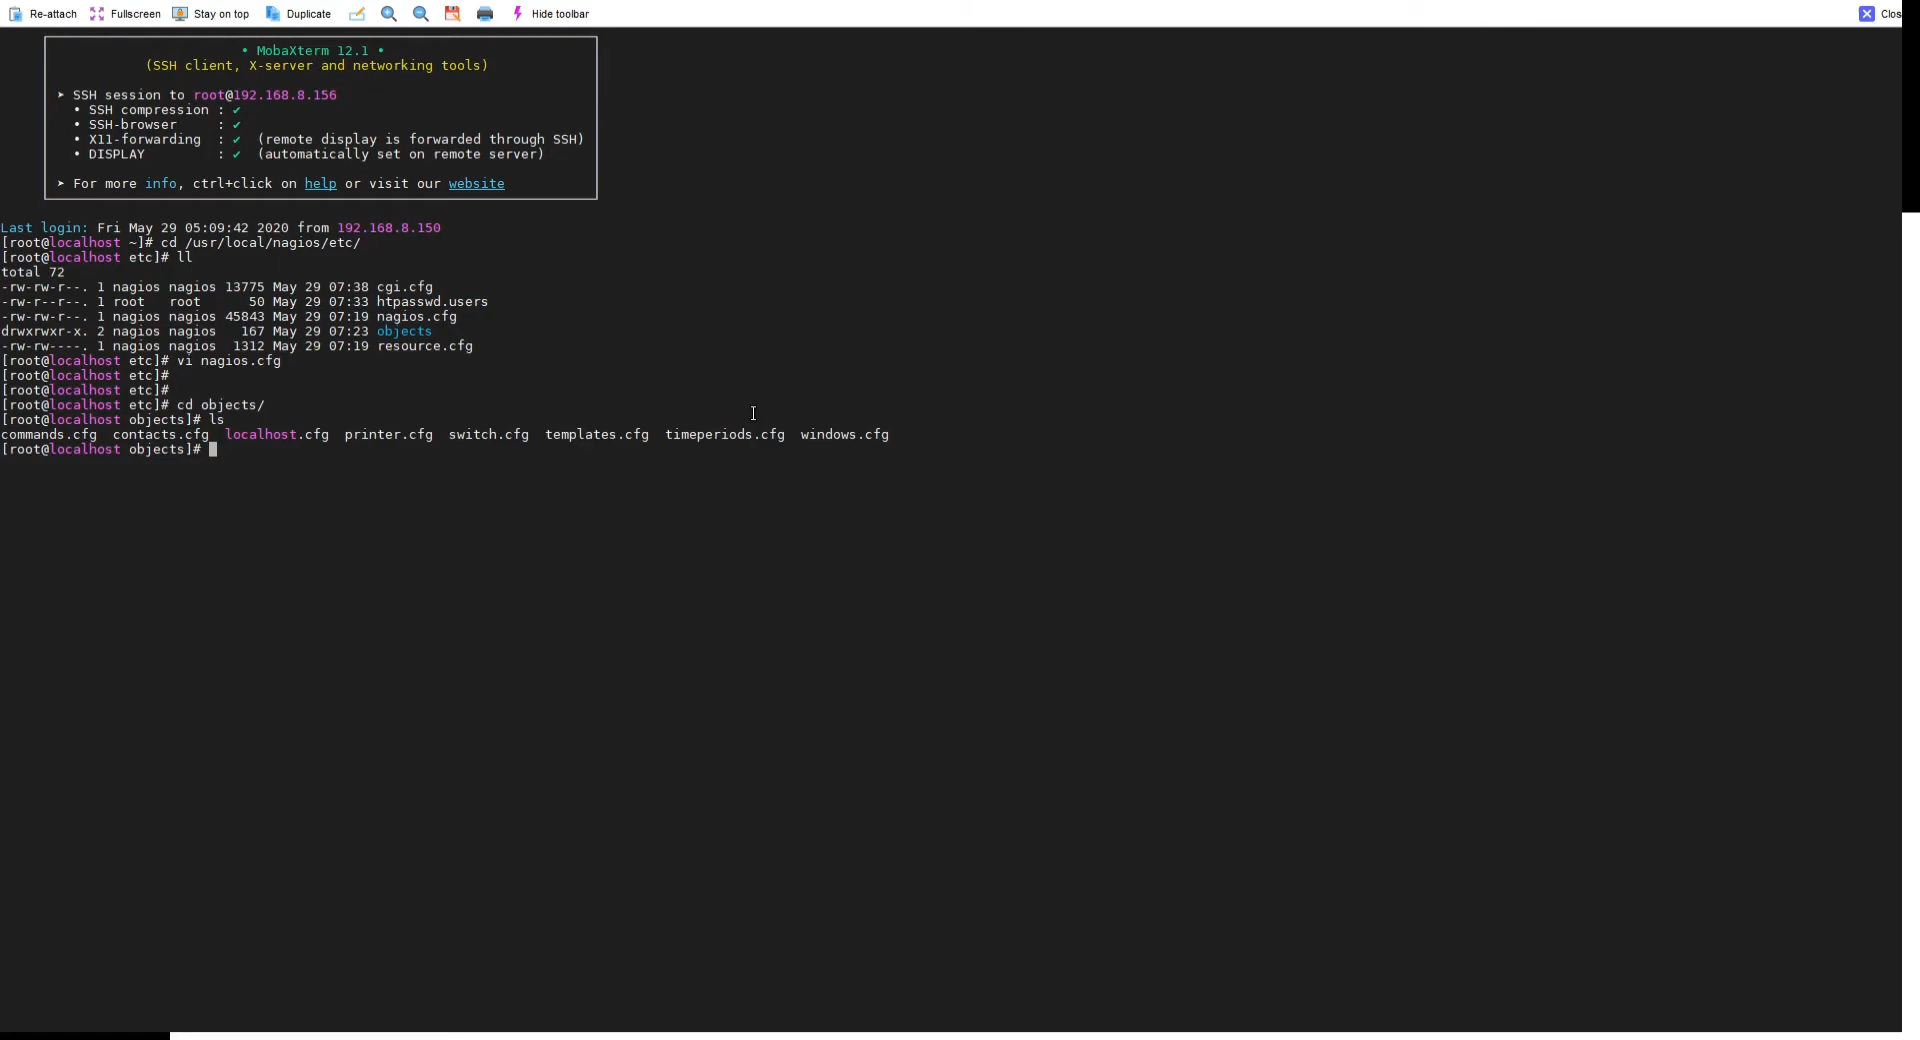 Re-attach Fullscreen Stay on top Duplicate Hide toolbar Clos
• MobaXterm 12.1 •
(SSH client, X-server and networking tools)
➤ SSH session to root@192.168.8.156
• SSH compression : ✔
• SSH-browser     : ✔
• X11-forwarding  : ✔  (remote display is forwarded through SSH)
• DISPLAY         : ✔  (automatically set on remote server)
➤ For more info, ctrl+click on help or visit our website
Last login: Fri May 29 05:09:42 2020 from 192.168.8.150
[root@localhost ~]# cd /usr/local/nagios/etc/
[root@localhost etc]# ll
total 72
-rw-rw-r--. 1 nagios nagios 13775 May 29 07:38 cgi.cfg
-rw-r--r--. 1 root   root      50 May 29 07:33 htpasswd.users
-rw-rw-r--. 1 nagios nagios 45843 May 29 07:19 nagios.cfg
drwxrwxr-x. 2 nagios nagios   167 May 29 07:23 objects
-rw-rw----. 1 nagios nagios  1312 May 29 07:19 resource.cfg
[root@localhost etc]# vi nagios.cfg
[root@localhost etc]#
[root@localhost etc]#
[root@localhost etc]# cd objects/
[root@localhost objects]# ls
commands.cfg  contacts.cfg  localhost.cfg  printer.cfg  switch.cfg  templates.cfg  timeperiods.cfg  windows.cfg
[root@localhost objects]#